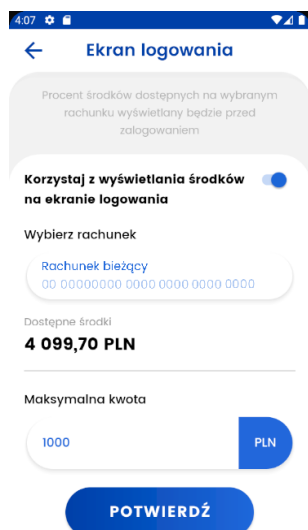 4:07
Ekran logowania
Procent środków dostępnych na wybranym
rachunku wyświetlany będzie przed
zalogowaniem
Korzystaj z wyświetlania środków
na ekranie logowania
Wybierz rachunek
Rachunek bieżący
00 00000000 0000 0000 0000 0000
Dostępne środki
4 099,70 PLN
Maksymalna kwota
1000
PLN
POTWIERDŹ